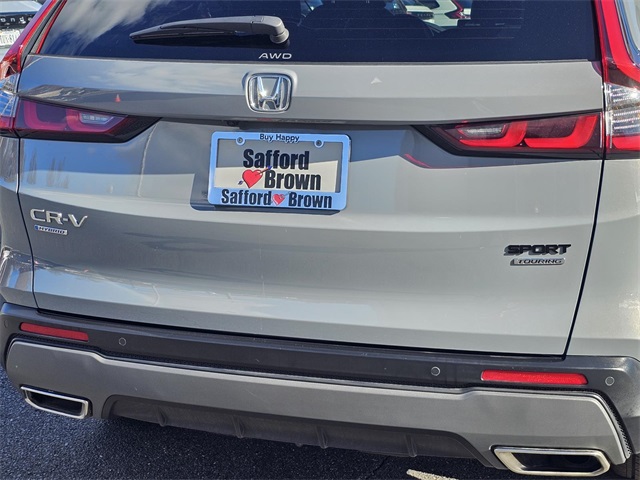 AWD
Buy Happy
Safford
Brown
Safford Brown
CR-V
HYBRID
SPORT
TOURING